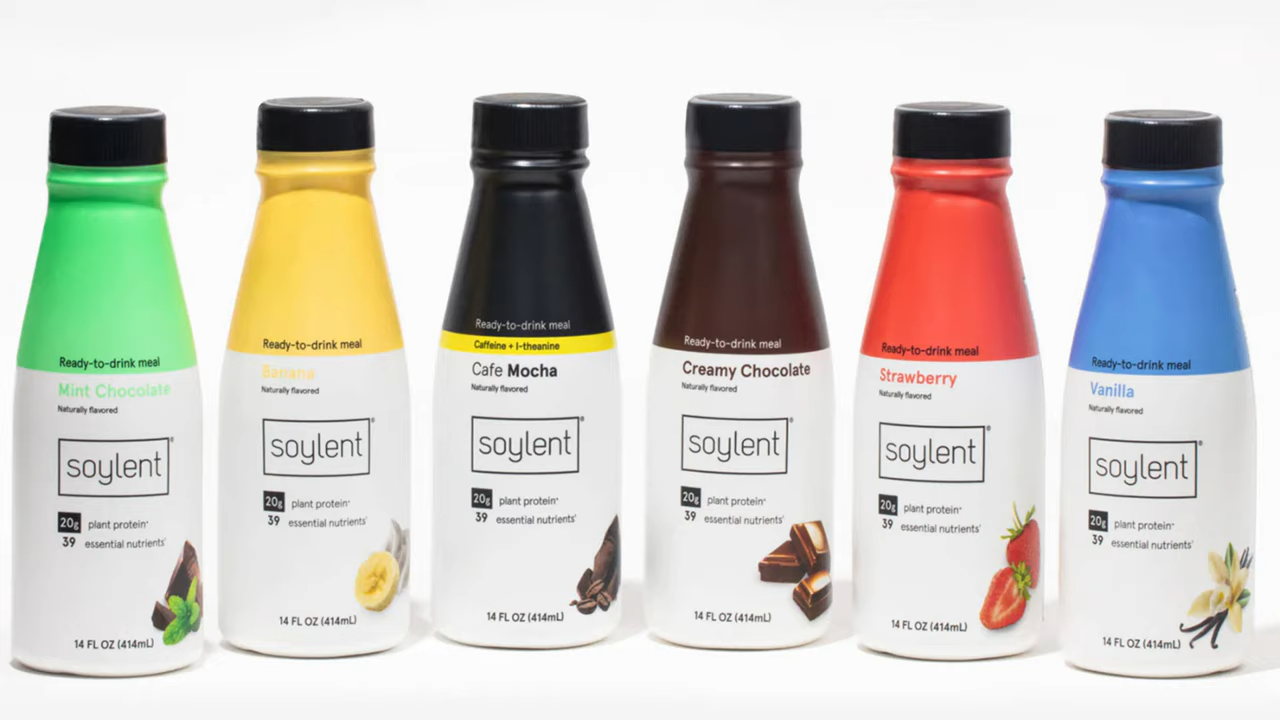 Ready-to-drink meal
Mint Chocolate
Naturally flavored
soylent®
20g plant protein*
39 essential nutrients†
14 FL OZ (414mL)
Ready-to-drink meal
Banana
Naturally flavored
soylent®
20g plant protein*
39 essential nutrients†
14 FL OZ (414mL)
Ready-to-drink meal
Caffeine + l-theanine
Cafe Mocha
Naturally flavored
soylent®
20g plant protein*
39 essential nutrients†
14 FL OZ (414mL)
Ready-to-drink meal
Creamy Chocolate
Naturally flavored
soylent®
20g plant protein*
39 essential nutrients†
14 FL OZ (414mL)
Ready-to-drink meal
Strawberry
Naturally flavored
soylent®
20g plant protein*
39 essential nutrients†
14 FL OZ (414mL)
Ready-to-drink meal
Vanilla
Naturally flavored
soylent®
20g plant protein*
39 essential nutrients†
14 FL OZ (414mL)